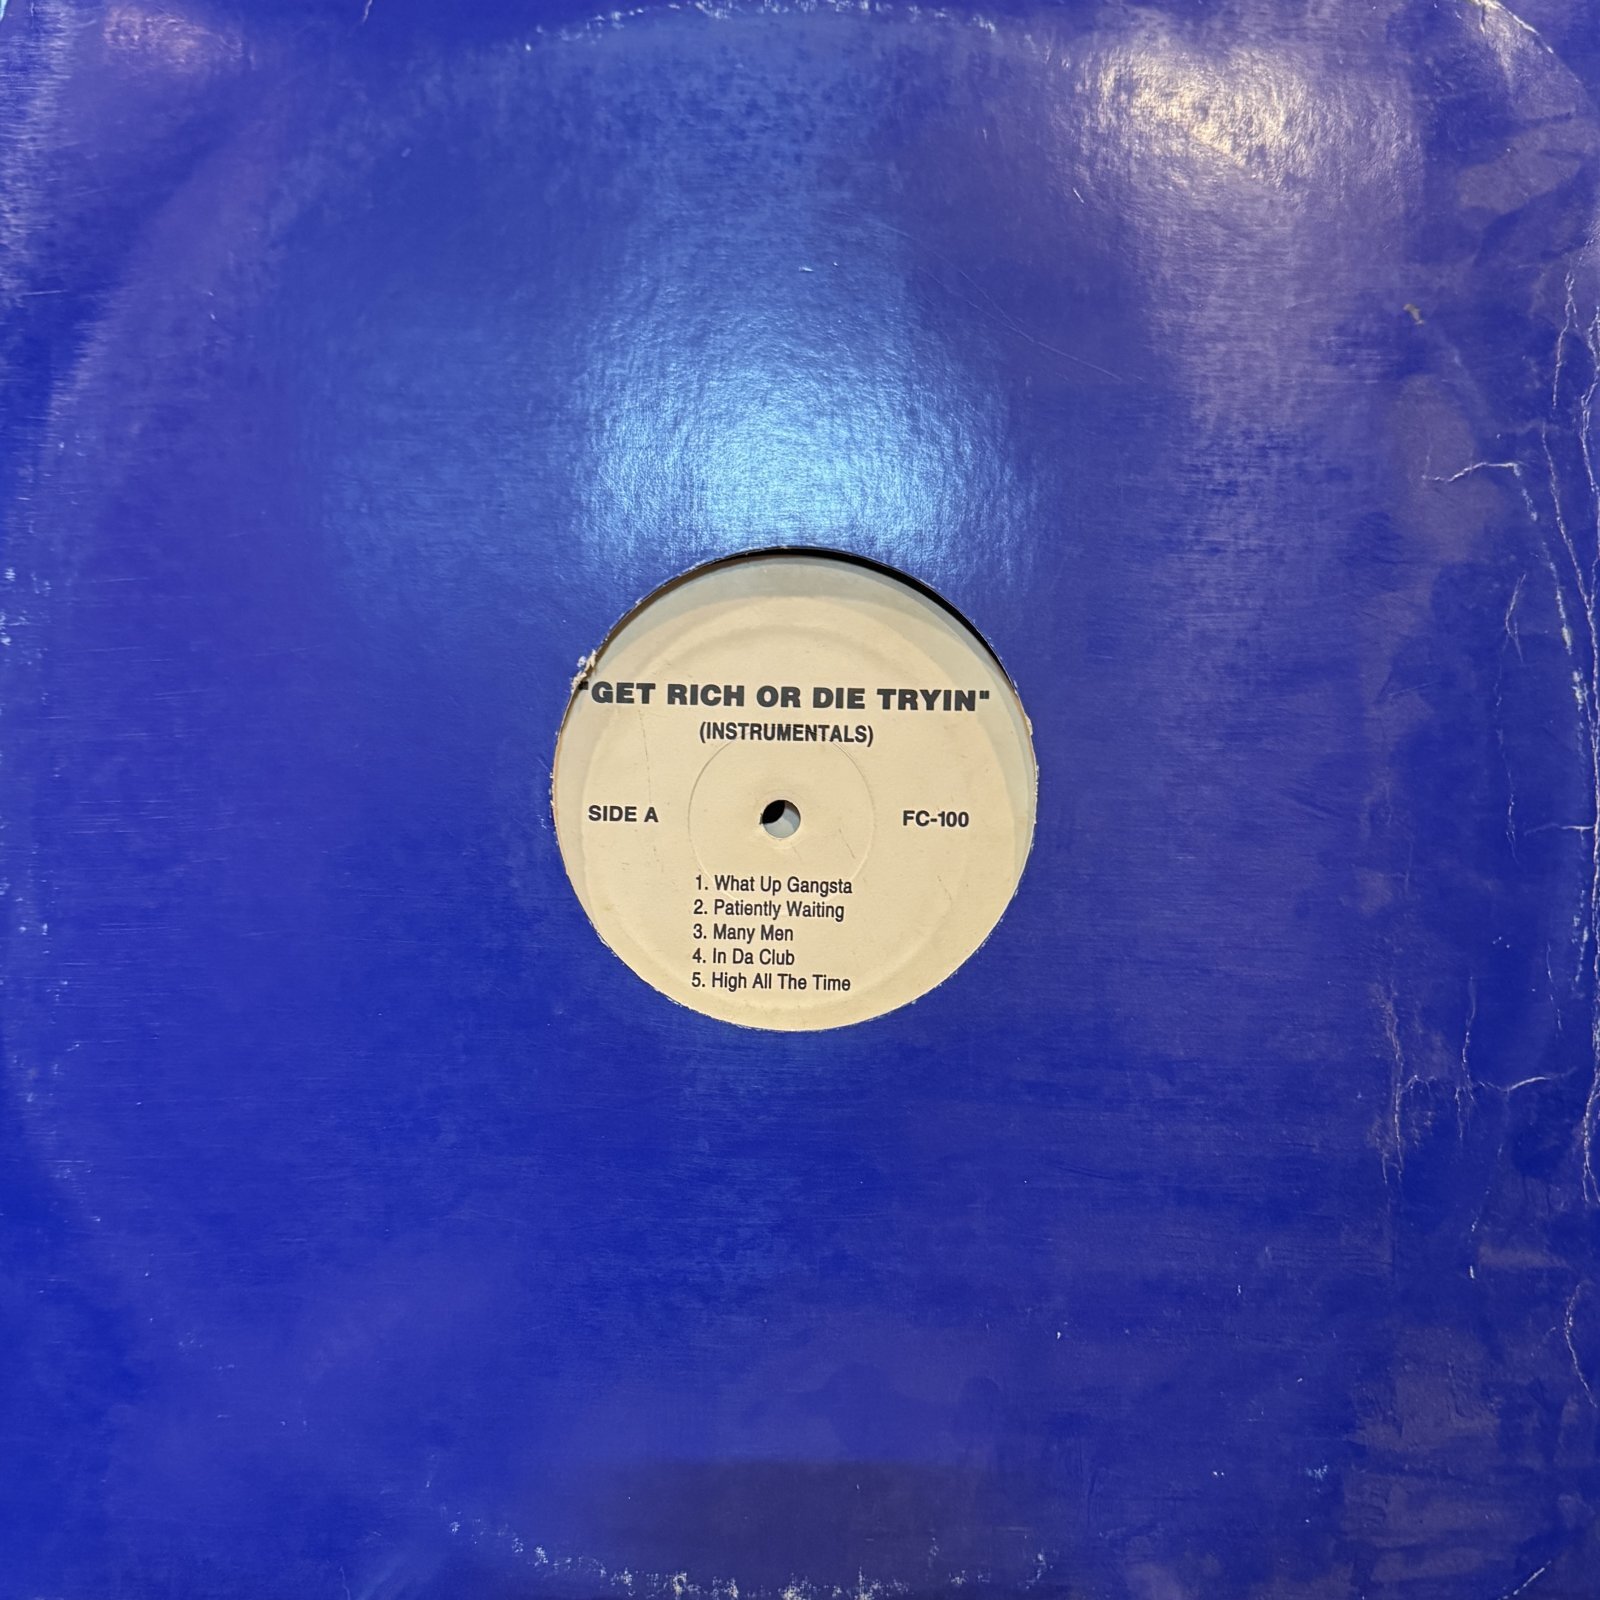 "GET RICH OR DIE TRYIN"
(INSTRUMENTALS)
SIDE A
FC-100
1. What Up Gangsta
2. Patiently Waiting
3. Many Men
4. In Da Club
5. High All The Time